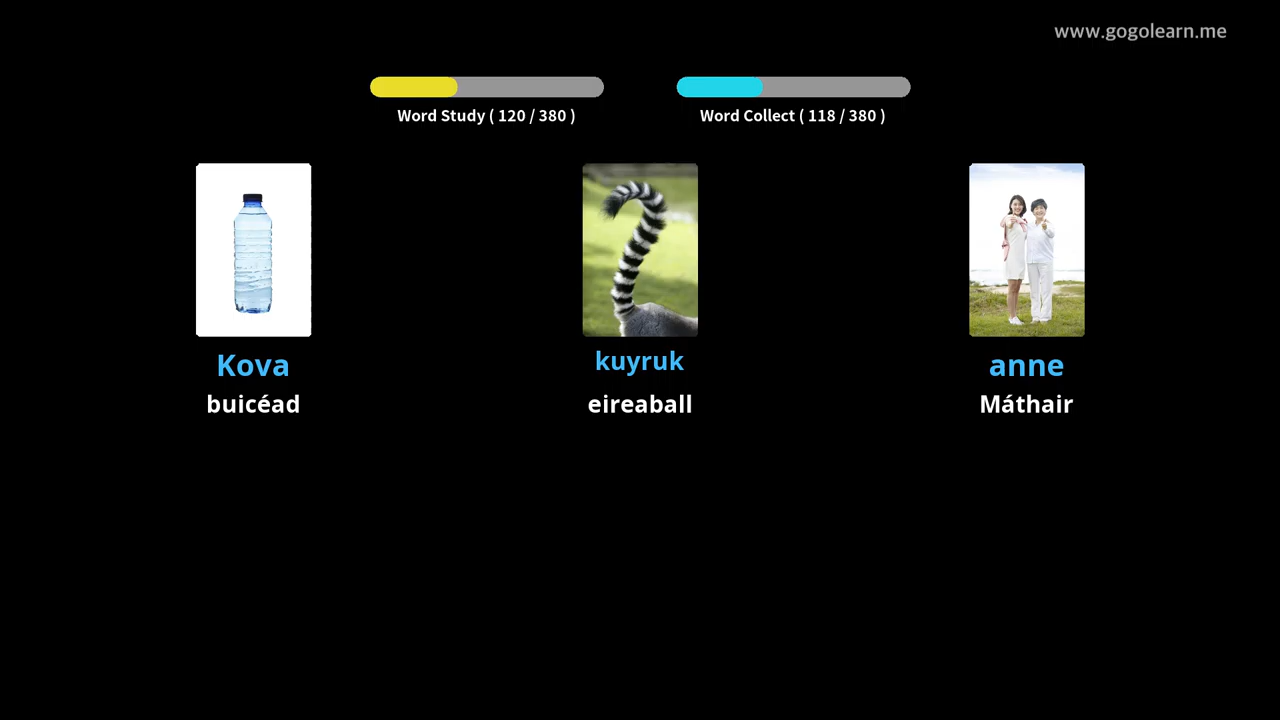 www.gogolearn.me
Word Study ( 120 / 380 )
Word Collect ( 118 / 380 )
Kova
kuyruk
anne
buicéad
eireaball
Máthair